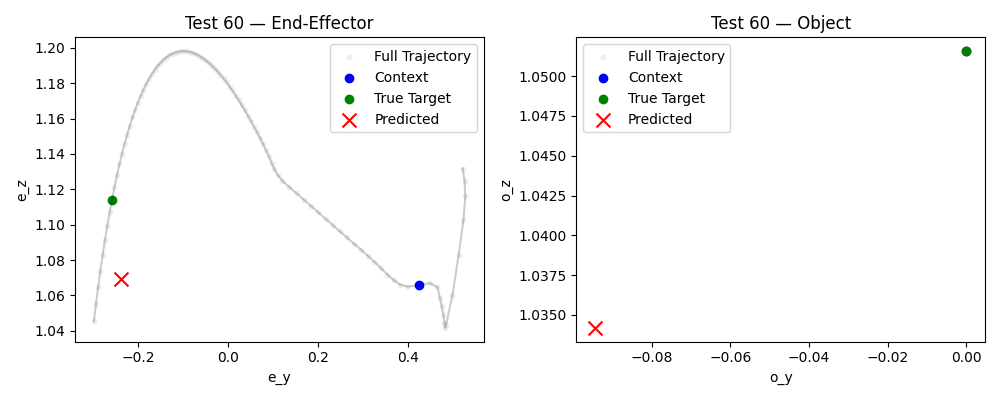 Test 60 — End-Effector
1.20
1.18
1.16
1.14
1.12
1.10
1.08
1.06
1.04
e_z
−0.2
0.0
0.2
0.4
e_y
Full Trajectory
Context
True Target
Predicted
Test 60 — Object
1.0500
1.0475
1.0450
1.0425
1.0400
1.0375
1.0350
o_z
−0.08
−0.06
−0.04
−0.02
0.00
o_y
Full Trajectory
Context
True Target
Predicted